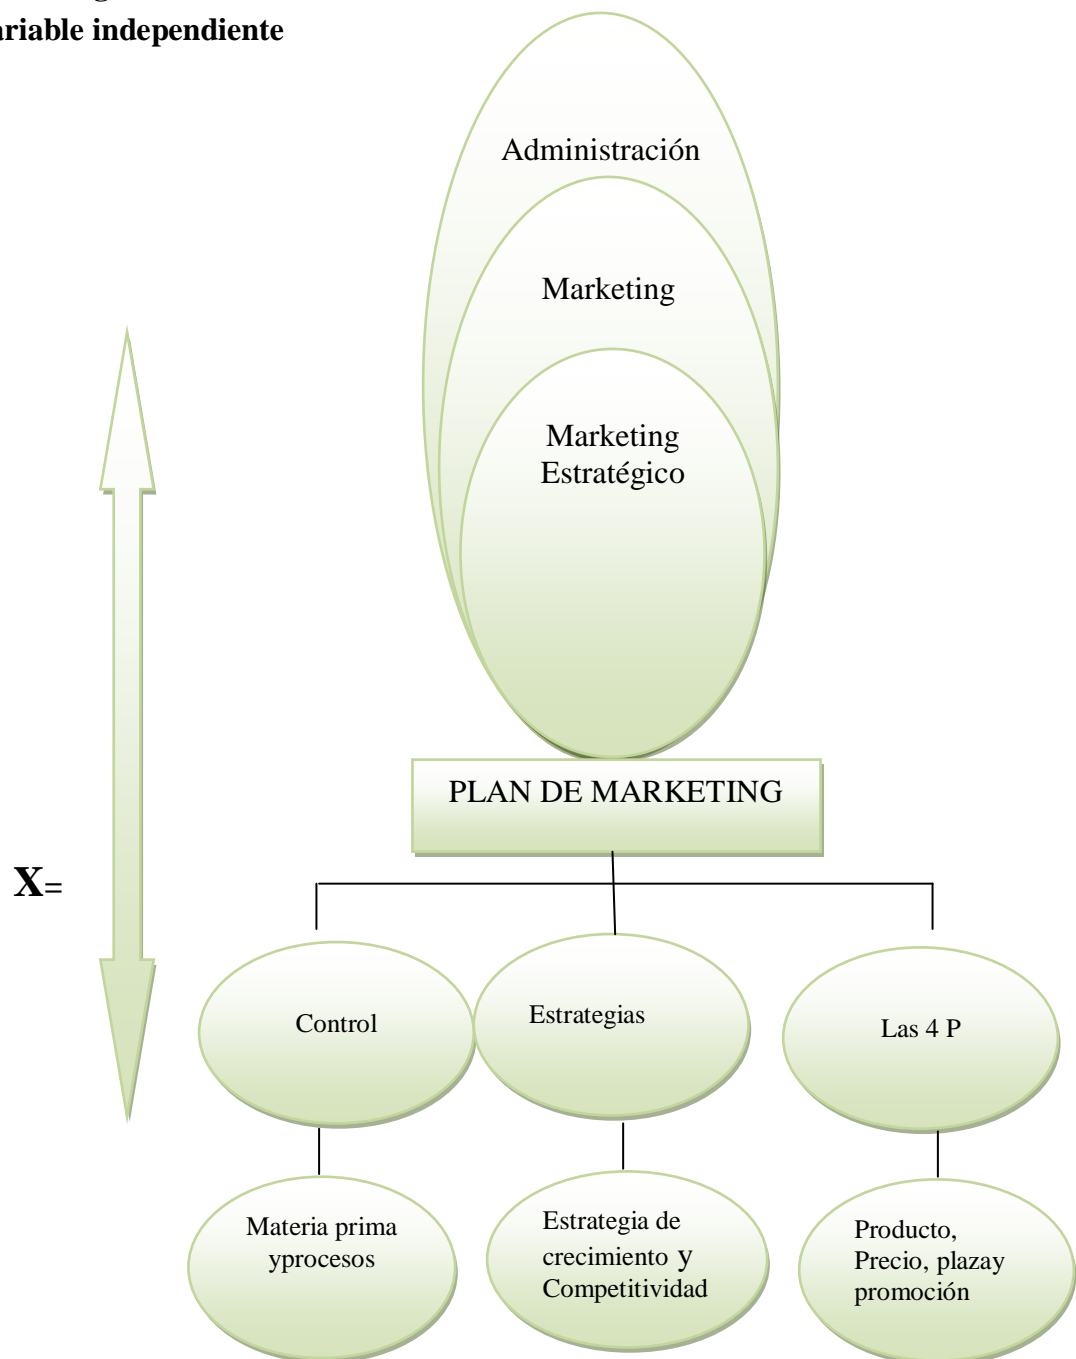 ariable independiente
Administración
Marketing
Marketing
Estratégico
PLAN DE MARKETING
X=
Control
Estrategias
Las 4 P
Materia prima
yprocesos
Estrategia de
crecimiento y
Competitividad
Producto,
Precio, plazay
promoción